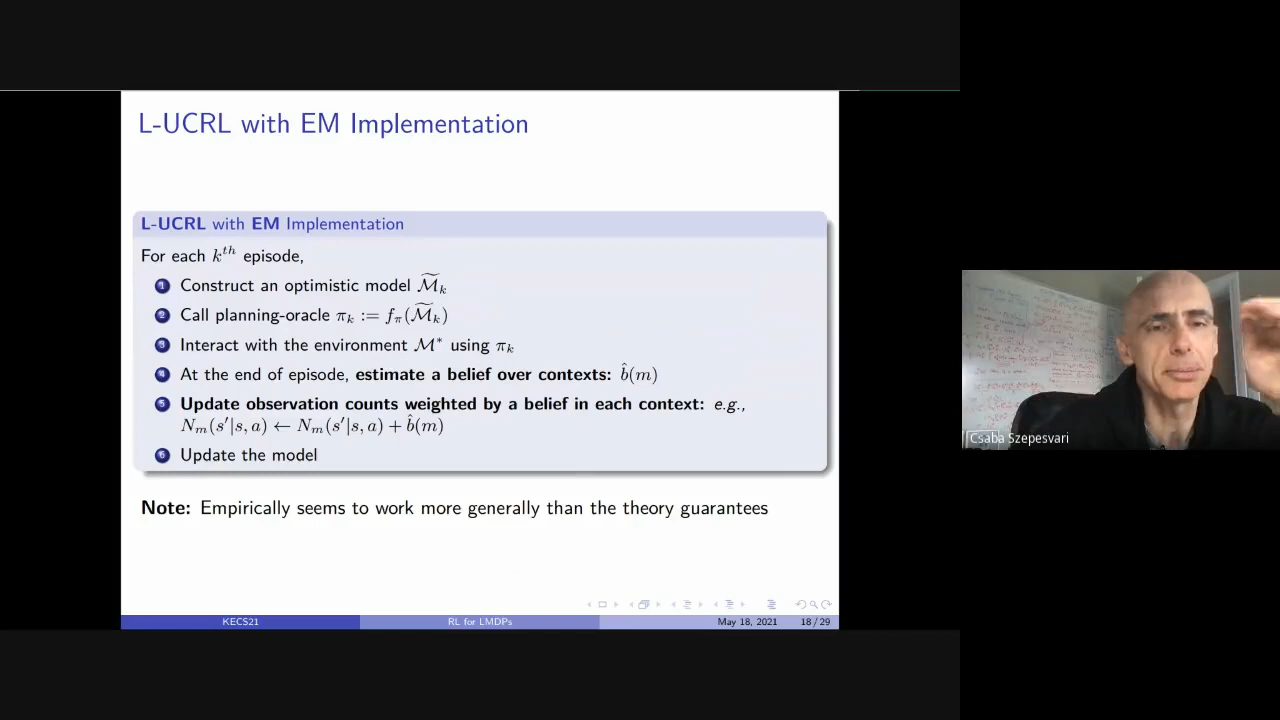 L-UCRL with EM Implementation
L-UCRL with EM Implementation
For each k^{th} episode,
1 Construct an optimistic model \widetilde{M}_k
2 Call planning-oracle π_k := f_π(\widetilde{M}_k)
3 Interact with the environment M* using π_k
4 At the end of episode, estimate a belief over contexts: b̂(m)
5 Update observation counts weighted by a belief in each context: e.g.,
N_m(s'|s, a) ← N_m(s'|s, a) + b̂(m)
6 Update the model
Note: Empirically seems to work more generally than the theory guarantees
KECS21 RL for LMDPs May 18, 2021 18 / 29
Csaba Szepesvari